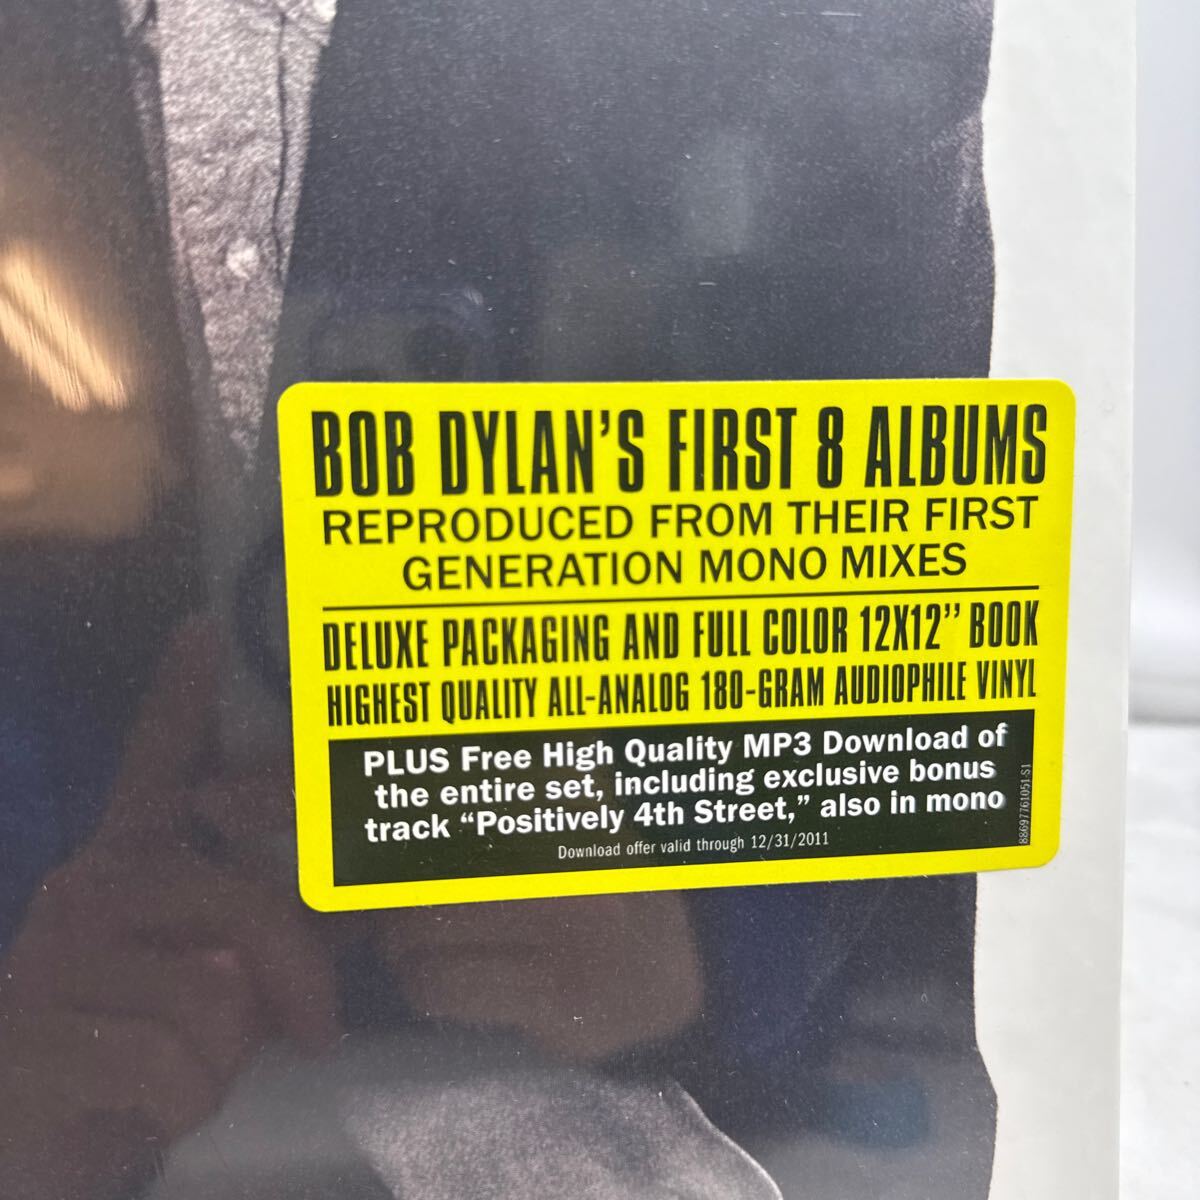 BOB DYLAN'S FIRST 8 ALBUMS
REPRODUCED FROM THEIR FIRST
GENERATION MONO MIXES
DELUXE PACKAGING AND FULL COLOR 12X12" BOOK
HIGHEST QUALITY ALL-ANALOG 180-GRAM AUDIOPHILE VINYL
PLUS Free High Quality MP3 Download of
the entire set, including exclusive bonus
track “Positively 4th Street,” also in mono
Download offer valid through 12/31/2011
88697761051-S1